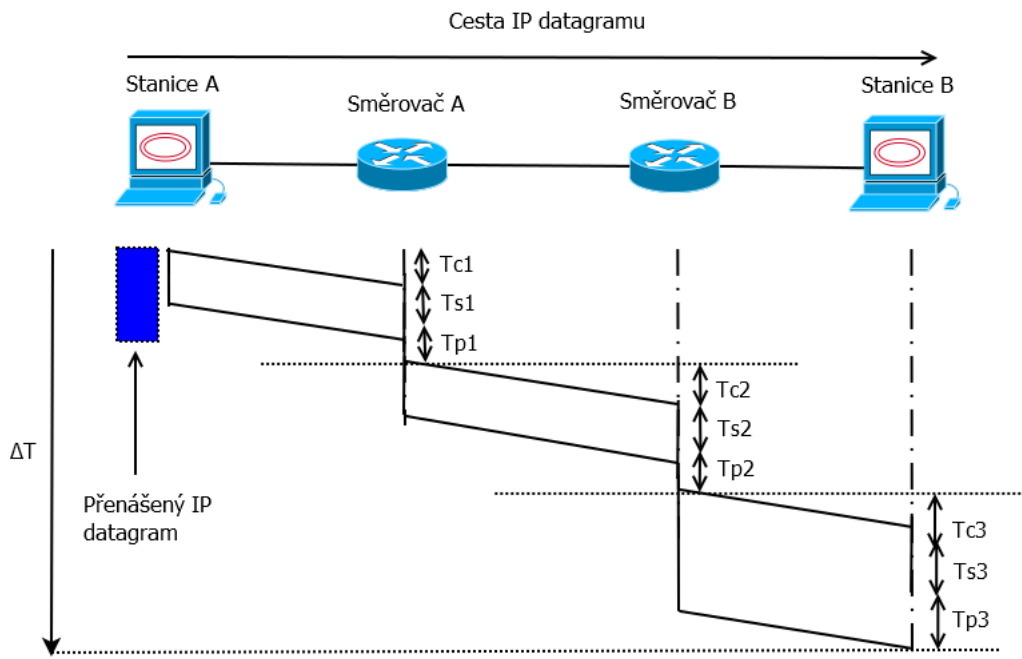 Cesta IP datagramu
Stanice A
Směrovač A
Směrovač B
Stanice B
Tc1
Ts1
Tp1
Tc2
Ts2
Tp2
ΔT
Přenášený IP
datagram
Tc3
Ts3
Tp3